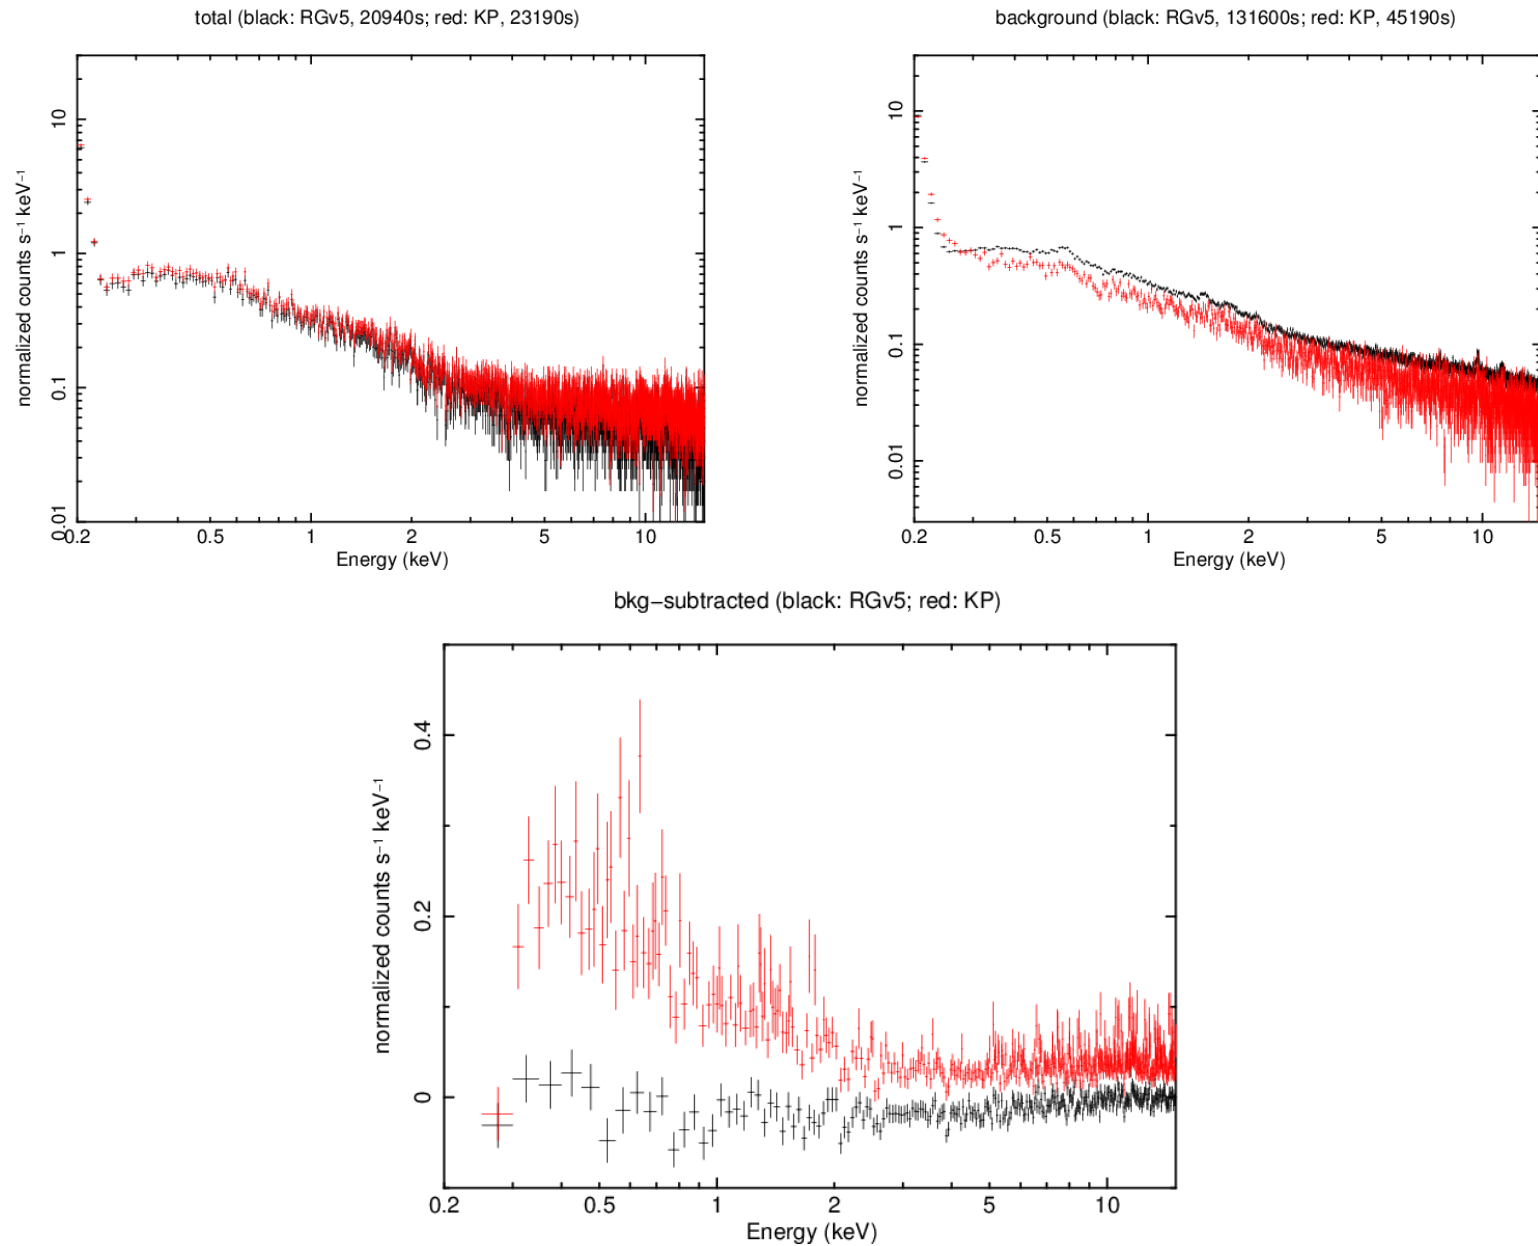 total (black: RGv5, 20940s; red: KP, 23190s)
normalized counts s⁻¹ keV⁻¹
10
1
0.1
0.01
0.2 0.5 1 2 5 10
Energy (keV)
background (black: RGv5, 131600s; red: KP, 45190s)
normalized counts s⁻¹ keV⁻¹
10
1
0.1
0.01
0.2 0.5 1 2 5 10
Energy (keV)
bkg−subtracted (black: RGv5; red: KP)
normalized counts s⁻¹ keV⁻¹
0.4
0.2
0
0.2 0.5 1 2 5 10
Energy (keV)